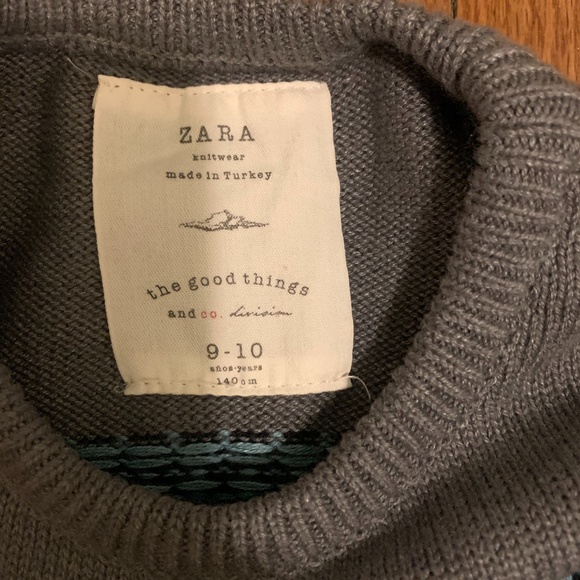 ZARA
knitwear
made in Turkey
the good things
and co. division
9-10
años-years
140cm